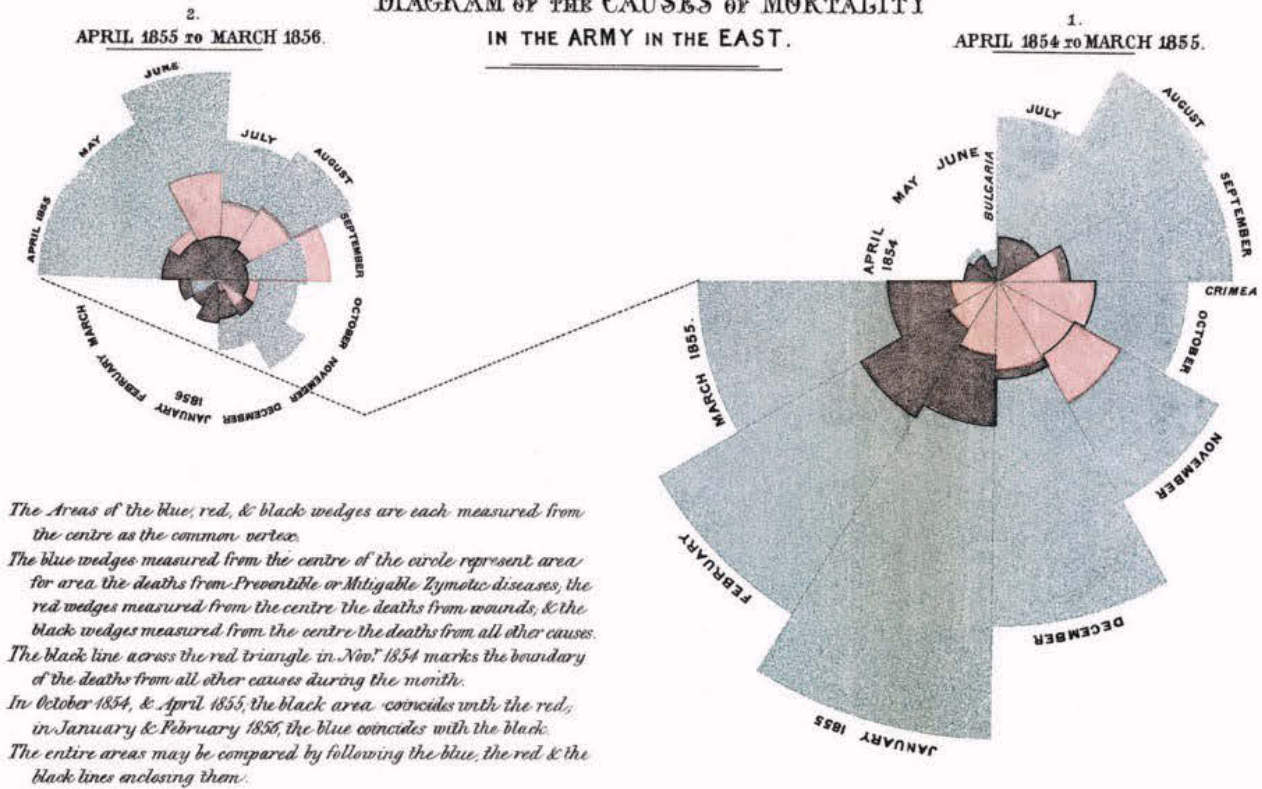 DIAGRAM OF THE CAUSES OF MORTALITY
IN THE ARMY IN THE EAST.
2.
APRIL 1855 TO MARCH 1856.
JUNE
MAY
JULY
AUGUST
APRIL 1855
SEPTEMBER
OCTOBER
NOVEMBER
DECEMBER
JANUARY
1856
FEBRUARY
MARCH
1.
APRIL 1854 TO MARCH 1855.
JULY
AUGUST
JUNE
MAY
BULGARIA
SEPTEMBER
APRIL
1854
CRIMEA
OCTOBER
MARCH 1855.
NOVEMBER
FEBRUARY
DECEMBER
JANUARY 1855
The Areas of the blue, red, & black wedges are each measured from
the centre as the common vertex.
The blue wedges measured from the centre of the circle represent area
for area the deaths from Preventible or Mitigable Zymotic diseases, the
red wedges measured from the centre the deaths from wounds, & the
black wedges measured from the centre the deaths from all other causes.
The black line across the red triangle in Nov.r 1854 marks the boundary
of the deaths from all other causes during the month.
In October 1854, & April 1855, the black area coincides with the red,
in January & February 1856, the blue coincides with the black.
The entire areas may be compared by following the blue, the red & the
black lines enclosing them.